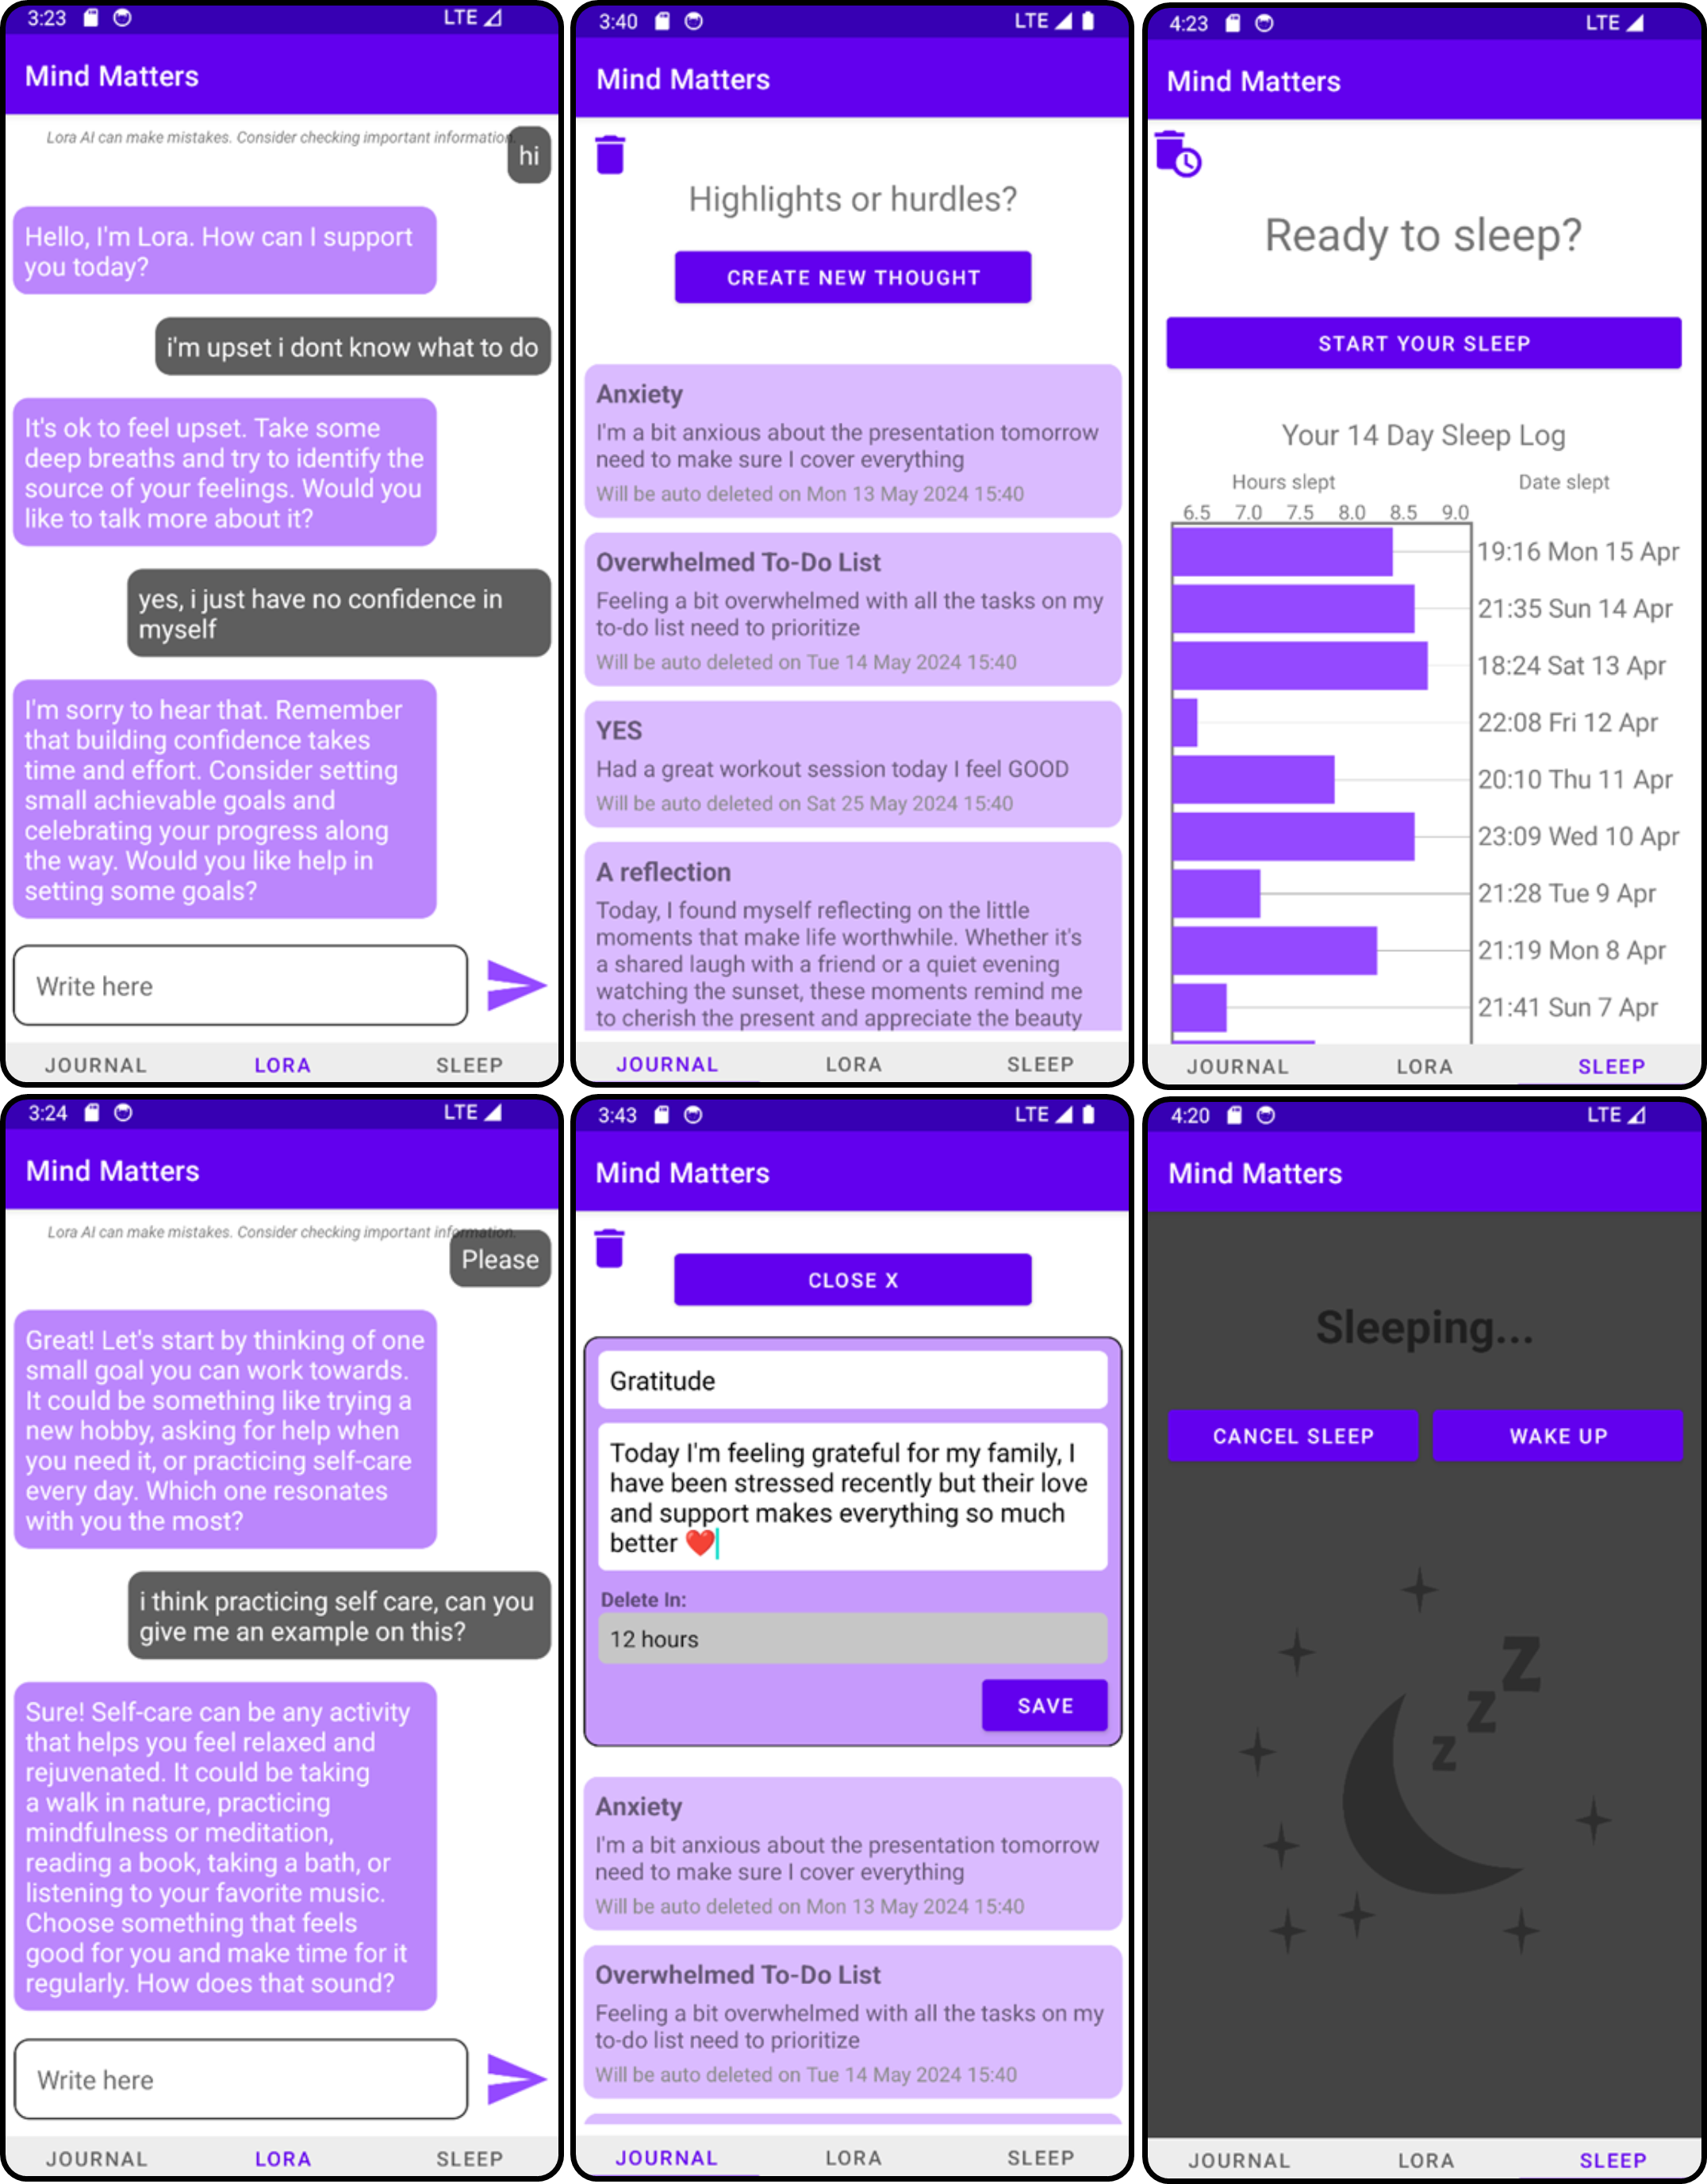 3:23 LTE
Mind Matters
Lora AI can make mistakes. Consider checking important information.
hi
Hello, I'm Lora. How can I support
you today?
i'm upset i dont know what to do
It's ok to feel upset. Take some
deep breaths and try to identify the
source of your feelings. Would you
like to talk more about it?
yes, i just have no confidence in
myself
I'm sorry to hear that. Remember
that building confidence takes
time and effort. Consider setting
small achievable goals and
celebrating your progress along
the way. Would you like help in
setting some goals?
Write here
JOURNAL LORA SLEEP
3:40 LTE
Mind Matters
Highlights or hurdles?
CREATE NEW THOUGHT
Anxiety
I'm a bit anxious about the presentation tomorrow
need to make sure I cover everything
Will be auto deleted on Mon 13 May 2024 15:40
Overwhelmed To-Do List
Feeling a bit overwhelmed with all the tasks on my
to-do list need to prioritize
Will be auto deleted on Tue 14 May 2024 15:40
YES
Had a great workout session today I feel GOOD
Will be auto deleted on Sat 25 May 2024 15:40
A reflection
Today, I found myself reflecting on the little
moments that make life worthwhile. Whether it's
a shared laugh with a friend or a quiet evening
watching the sunset, these moments remind me
to cherish the present and appreciate the beauty
JOURNAL LORA SLEEP
4:23 LTE
Mind Matters
Ready to sleep?
START YOUR SLEEP
Your 14 Day Sleep Log
Hours slept Date slept
6.5 7.0 7.5 8.0 8.5 9.0
19:16 Mon 15 Apr
21:35 Sun 14 Apr
18:24 Sat 13 Apr
22:08 Fri 12 Apr
20:10 Thu 11 Apr
23:09 Wed 10 Apr
21:28 Tue 9 Apr
21:19 Mon 8 Apr
21:41 Sun 7 Apr
JOURNAL LORA SLEEP
3:24 LTE
Mind Matters
Lora AI can make mistakes. Consider checking important information.
Please
Great! Let's start by thinking of one
small goal you can work towards.
It could be something like trying a
new hobby, asking for help when
you need it, or practicing self-care
every day. Which one resonates
with you the most?
i think practicing self care, can you
give me an example on this?
Sure! Self-care can be any activity
that helps you feel relaxed and
rejuvenated. It could be taking
a walk in nature, practicing
mindfulness or meditation,
reading a book, taking a bath, or
listening to your favorite music.
Choose something that feels
good for you and make time for it
regularly. How does that sound?
Write here
JOURNAL LORA SLEEP
3:43 LTE
Mind Matters
CLOSE X
Gratitude
Today I'm feeling grateful for my family, I
have been stressed recently but their love
and support makes everything so much
better ❤️
Delete In:
12 hours
SAVE
Anxiety
I'm a bit anxious about the presentation tomorrow
need to make sure I cover everything
Will be auto deleted on Mon 13 May 2024 15:40
Overwhelmed To-Do List
Feeling a bit overwhelmed with all the tasks on my
to-do list need to prioritize
Will be auto deleted on Tue 14 May 2024 15:40
JOURNAL LORA SLEEP
4:20 LTE
Mind Matters
Sleeping...
CANCEL SLEEP WAKE UP
z z z
JOURNAL LORA SLEEP